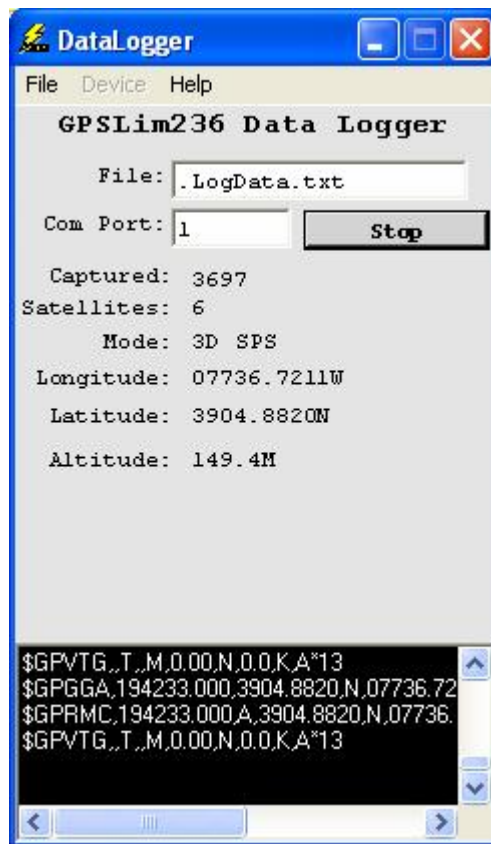 DataLogger
File Device Help
GPSLim236 Data Logger
File: .LogData.txt
Com Port: 1 Stop
Captured: 3697
Satellites: 6
Mode: 3D SPS
Longitude: 07736.7211W
Latitude: 3904.8820N
Altitude: 149.4M
$GPVTG,,T,,M,0.00,N,0.0,K,A*13
$GPGGA,194233.000,3904.8820,N,07736.72
$GPRMC,194233.000,A,3904.8820,N,07736.
$GPVTG,,T,,M,0.00,N,0.0,K,A*13